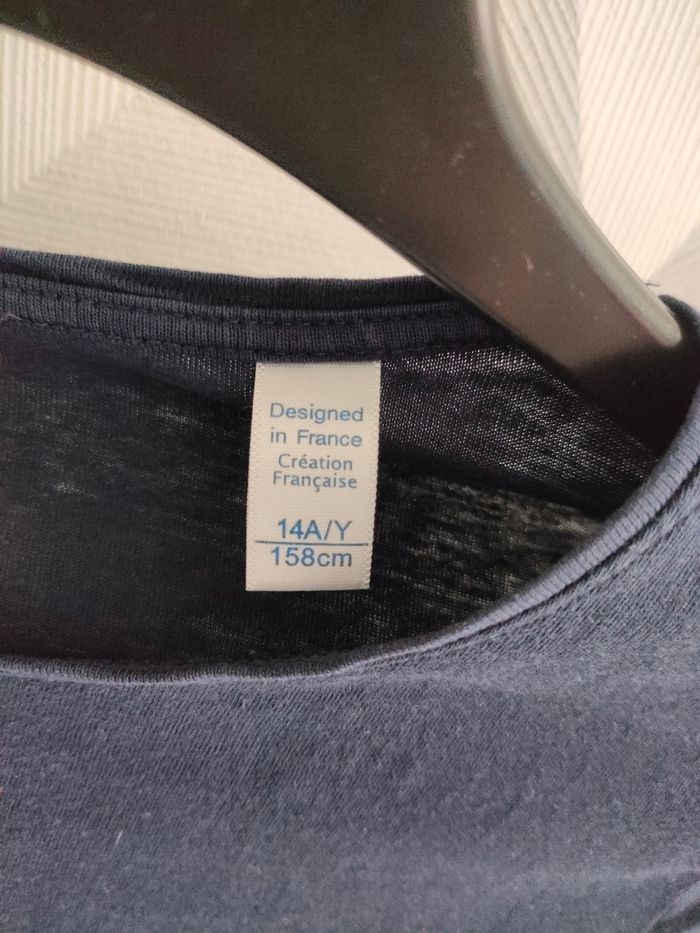 Designed
in France
Création
Française
14A/Y
158cm